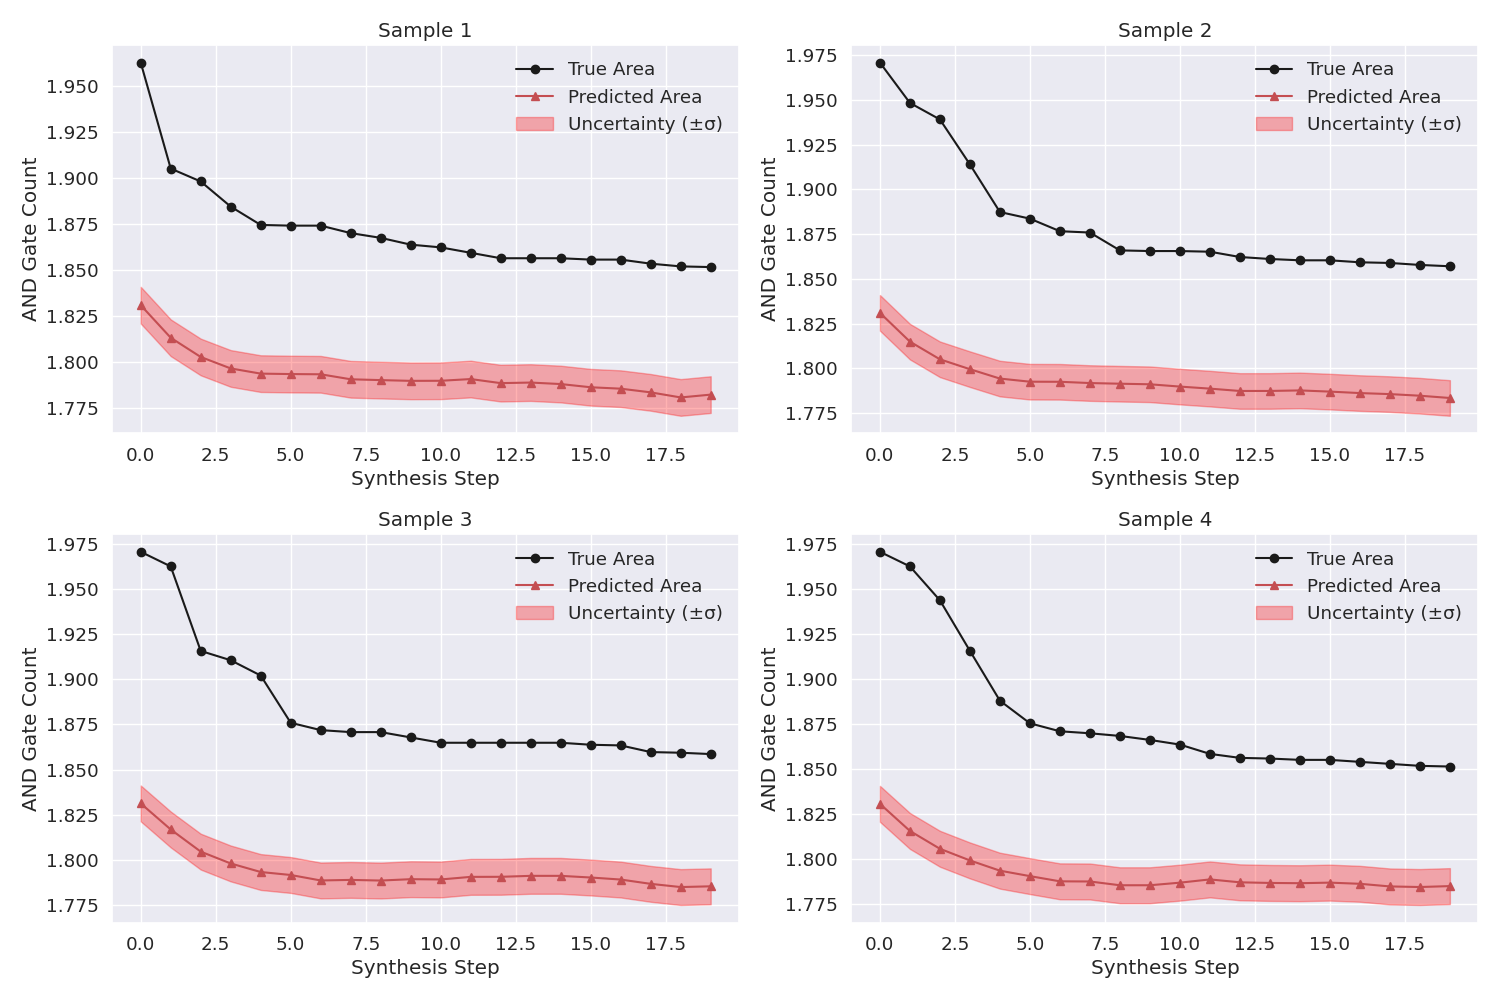 Sample 1
AND Gate Count
1.950
1.925
1.900
1.875
1.850
1.825
1.800
1.775
True Area
Predicted Area
Uncertainty (±σ)
0.0 2.5 5.0 7.5 10.0 12.5 15.0 17.5
Synthesis Step
Sample 2
AND Gate Count
1.975
1.950
1.925
1.900
1.875
1.850
1.825
1.800
1.775
True Area
Predicted Area
Uncertainty (±σ)
0.0 2.5 5.0 7.5 10.0 12.5 15.0 17.5
Synthesis Step
Sample 3
AND Gate Count
1.975
1.950
1.925
1.900
1.875
1.850
1.825
1.800
1.775
True Area
Predicted Area
Uncertainty (±σ)
0.0 2.5 5.0 7.5 10.0 12.5 15.0 17.5
Synthesis Step
Sample 4
AND Gate Count
1.975
1.950
1.925
1.900
1.875
1.850
1.825
1.800
1.775
True Area
Predicted Area
Uncertainty (±σ)
0.0 2.5 5.0 7.5 10.0 12.5 15.0 17.5
Synthesis Step